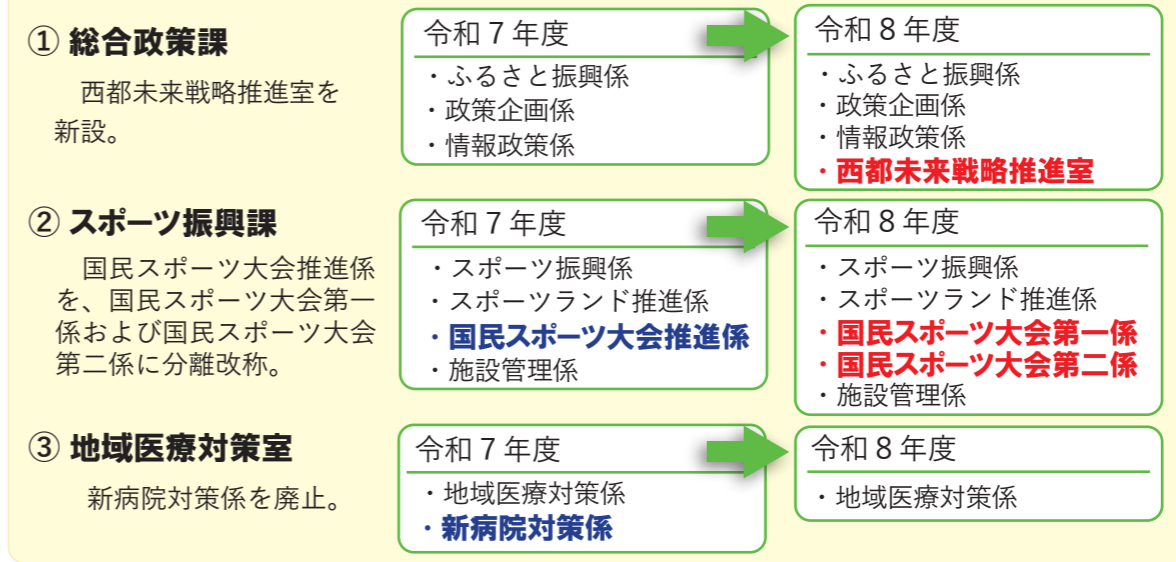 ① 総合政策課
西都未来戦略推進室を
新設。
令和７年度
・ふるさと振興係
・政策企画係
・情報政策係
令和８年度
・ふるさと振興係
・政策企画係
・情報政策係
・西都未来戦略推進室
② スポーツ振興課
国民スポーツ大会推進係
を、国民スポーツ大会第一
係および国民スポーツ大会
第二係に分離改称。
令和７年度
・スポーツ振興係
・スポーツランド推進係
・国民スポーツ大会推進係
・施設管理係
令和８年度
・スポーツ振興係
・スポーツランド推進係
・国民スポーツ大会第一係
・国民スポーツ大会第二係
・施設管理係
③ 地域医療対策室
新病院対策係を廃止。
令和７年度
・地域医療対策係
・新病院対策係
令和８年度
・地域医療対策係